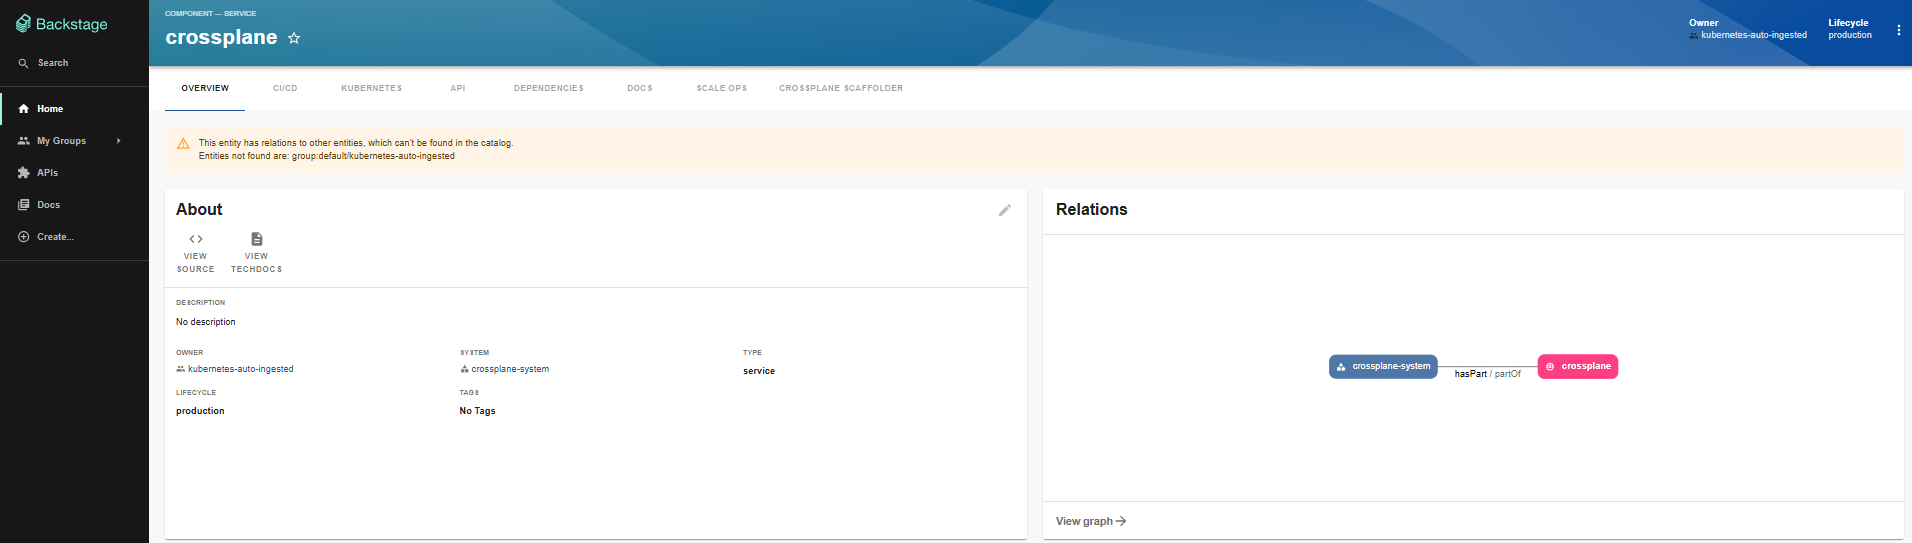 Backstage
Search
Home
My Groups
APIs
Docs
Create...
COMPONENT — SERVICE
crossplane
Owner
kubernetes-auto-ingested
Lifecycle
production
OVERVIEW
CI/CD
KUBERNETES
API
DEPENDENCIES
DOCS
SCALE OPS
CROSSPLANE SCAFFOLDER
This entity has relations to other entities, which can't be found in the catalog.
Entities not found are: group:default/kubernetes-auto-ingested
About
VIEW
SOURCE
VIEW
TECHDOCS
DESCRIPTION
No description
OWNER
kubernetes-auto-ingested
SYSTEM
crossplane-system
TYPE
service
LIFECYCLE
production
TAGS
No Tags
Relations
crossplane-system
hasPart / partOf
crossplane
View graph